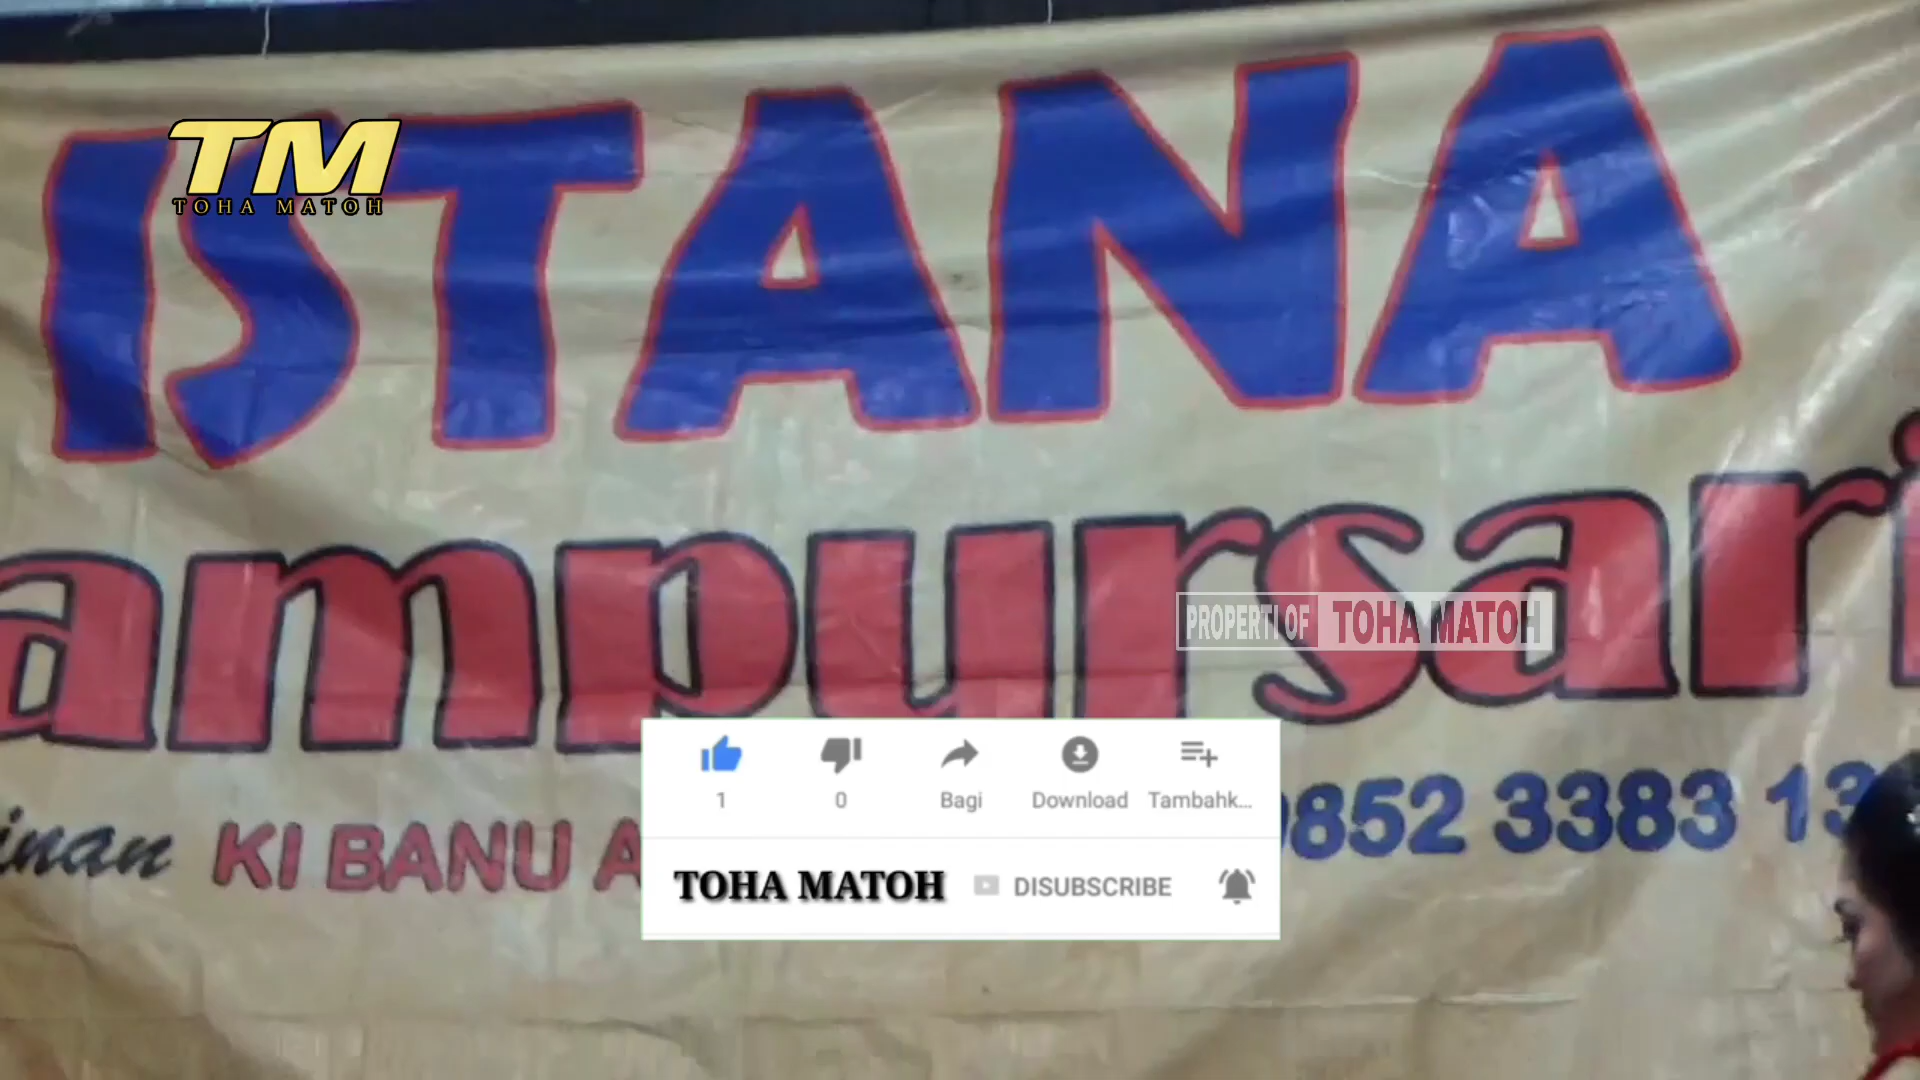 ISTANA
TM
TOHA MATOH
ampursari
PROPERTI OF TOHA MATOH
inan KI BANU A 0852 3383 13
1 0 Bagi Download Tambahk...
TOHA MATOH DISUBSCRIBE